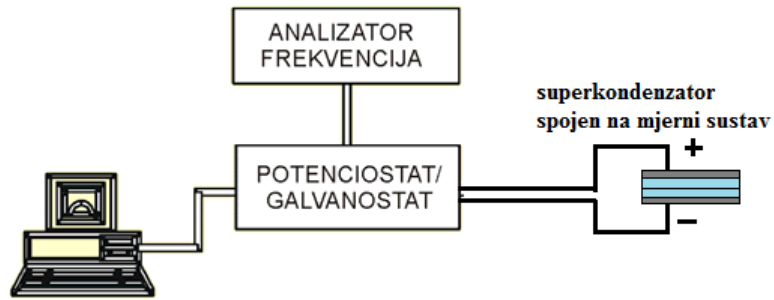 ANALIZATOR
FREKVENCIJA
superkondenzator
spojen na mjerni sustav
+
POTENCIOSTAT/
GALVANOSTAT
−